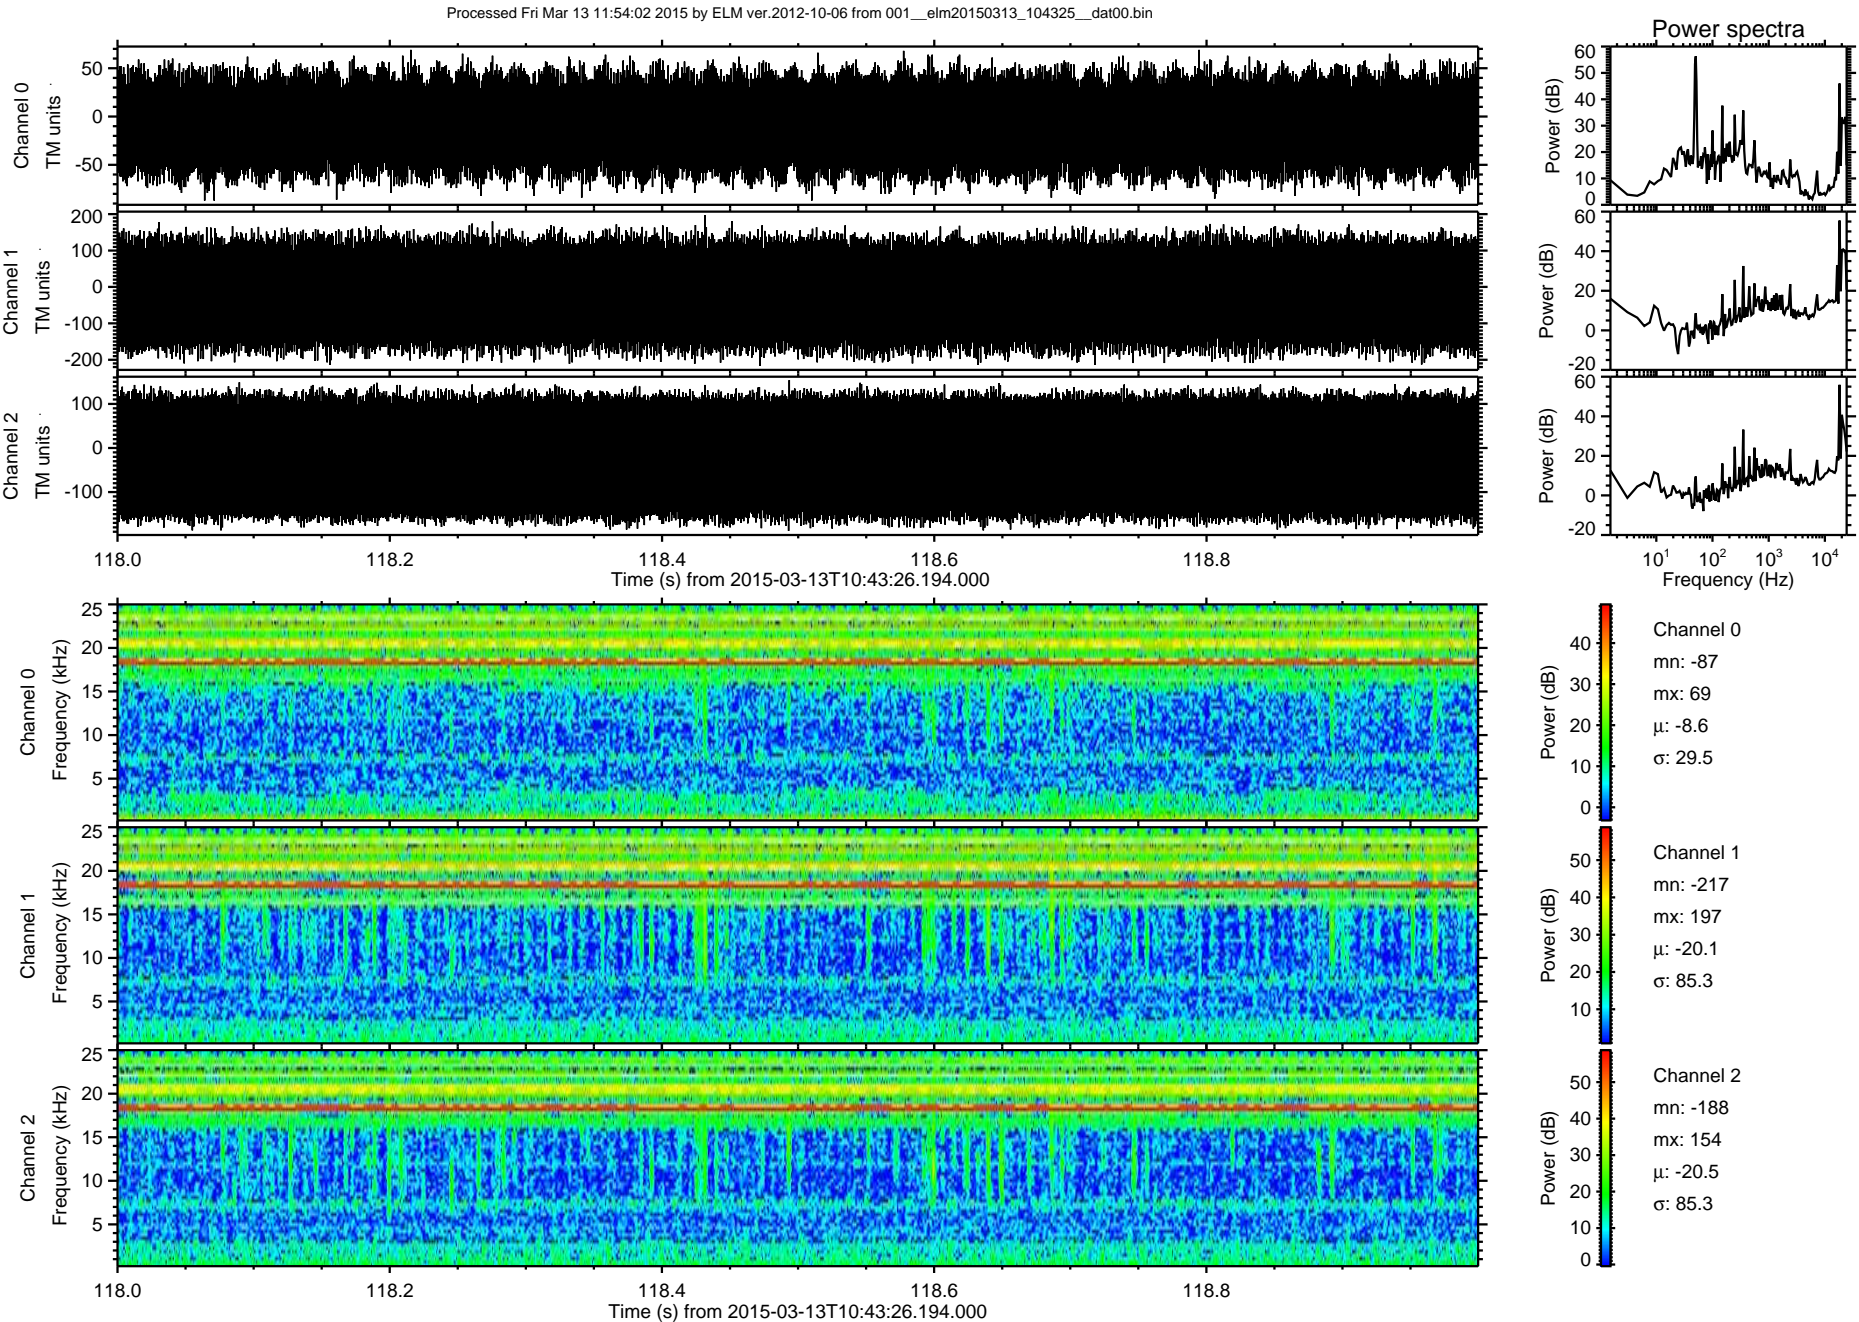 Processed Fri Mar 13 11:54:02 2015 by ELM ver.2012-10-06 from 001__elm20150313_104325__dat00.bin
Power spectra
Channel 0
TM units
50
0
-50
Power (dB)
60
50
40
30
20
10
0
Channel 1
TM units
200
100
0
-100
-200
Power (dB)
60
40
20
0
-20
Channel 2
TM units
100
0
-100
Power (dB)
60
40
20
0
-20
118.0 118.2 118.4 118.6 118.8
Time (s) from 2015-03-13T10:43:26.194.000
10^1 10^2 10^3 10^4
Frequency (Hz)
Channel 0
Frequency (kHz)
25
20
15
10
5
Power (dB)
40
30
20
10
0
Channel 0
mn: -87
mx: 69
μ: -8.6
σ: 29.5
Channel 1
Frequency (kHz)
25
20
15
10
5
Power (dB)
50
40
30
20
10
Channel 1
mn: -217
mx: 197
μ: -20.1
σ: 85.3
Channel 2
Frequency (kHz)
25
20
15
10
5
Power (dB)
50
40
30
20
10
0
Channel 2
mn: -188
mx: 154
μ: -20.5
σ: 85.3
118.0 118.2 118.4 118.6 118.8
Time (s) from 2015-03-13T10:43:26.194.000